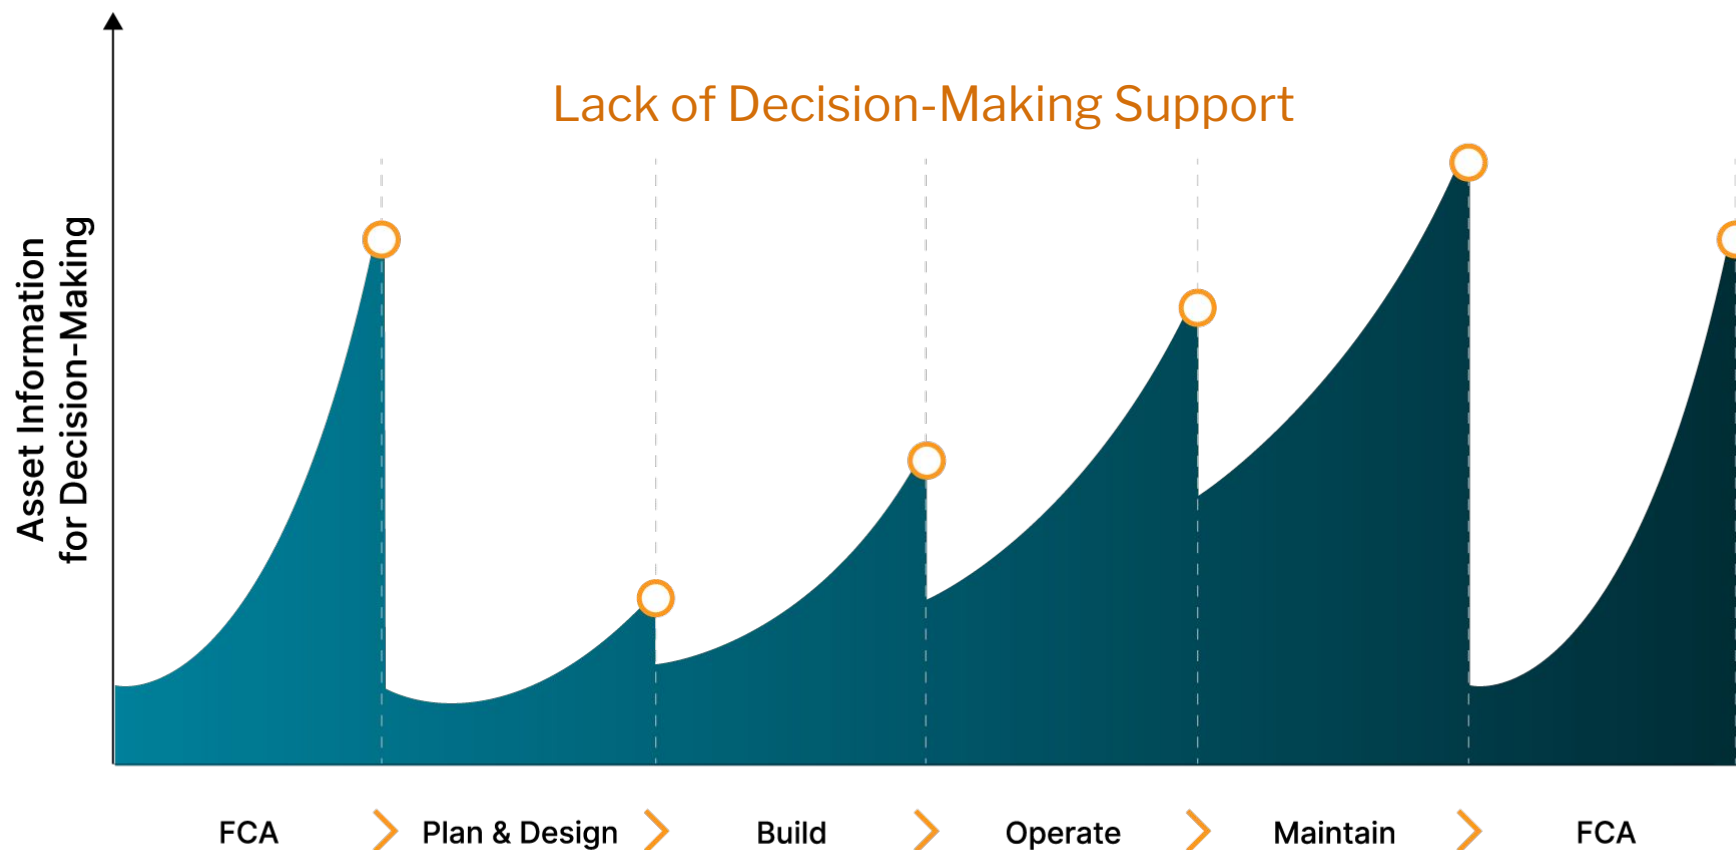 Lack of Decision-Making Support
Asset Information
for Decision-Making
FCA
Plan & Design
Build
Operate
Maintain
FCA